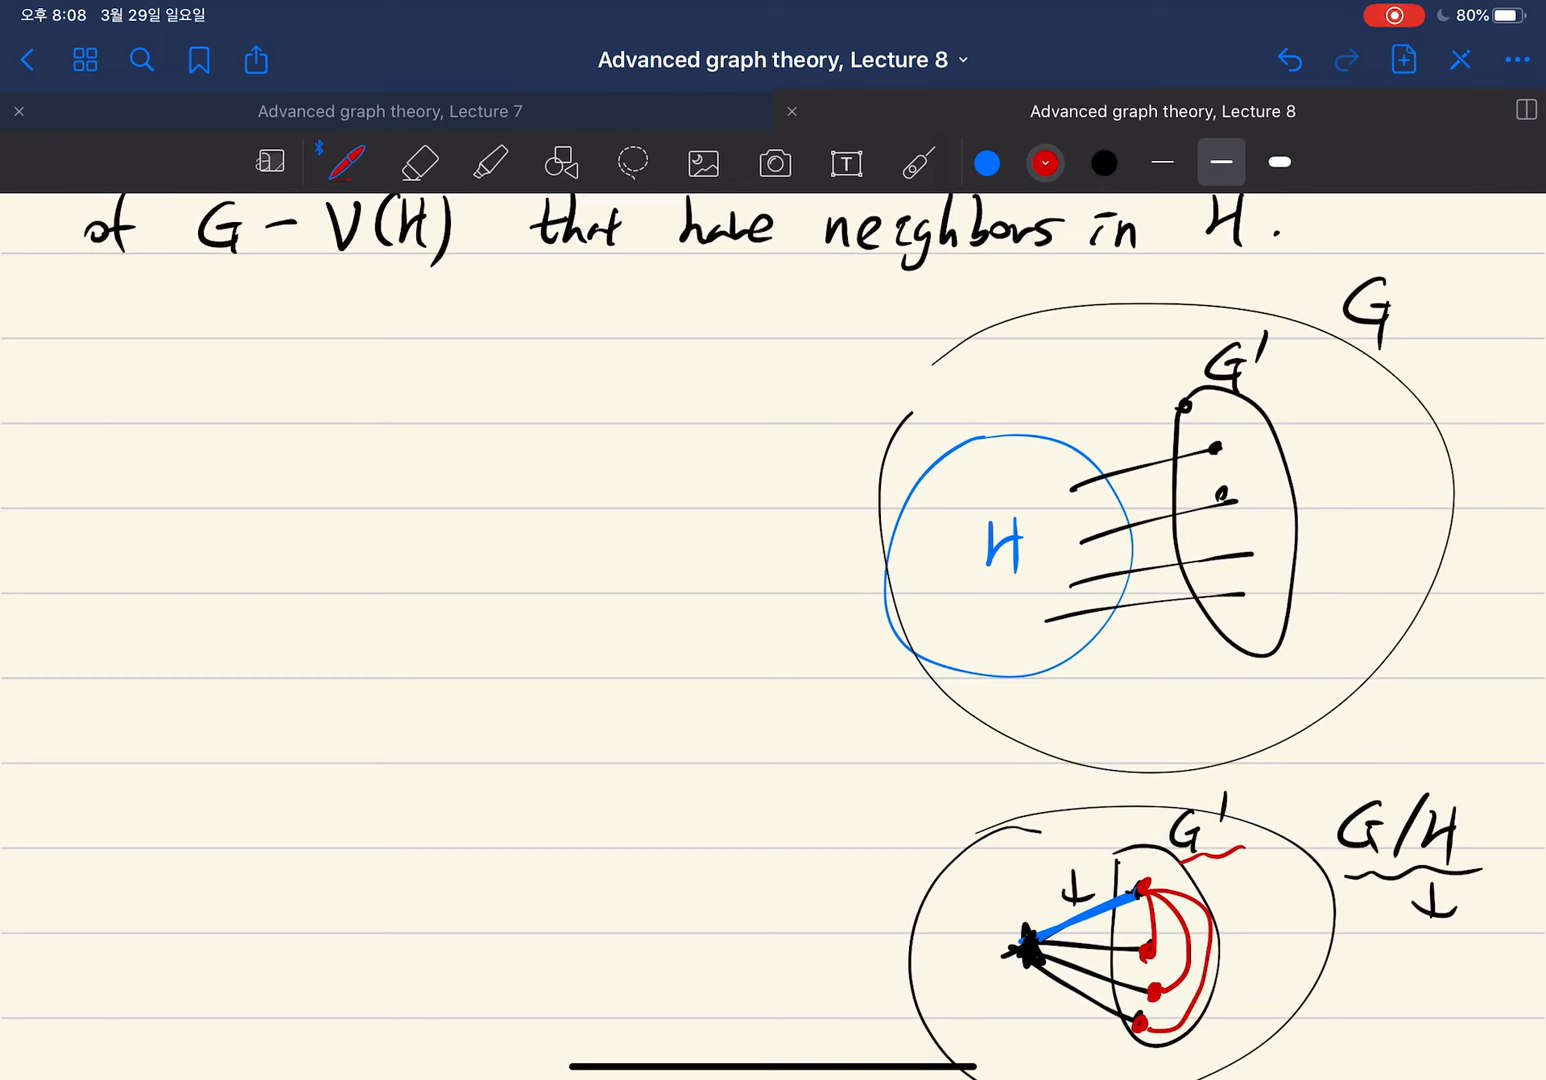 오후 8:08 3월 29일 일요일
80%
Advanced graph theory, Lecture 8
Advanced graph theory, Lecture 7
Advanced graph theory, Lecture 8
T
of G - V(H) that have neighbors in H.
G
G'
H
G'
G/H